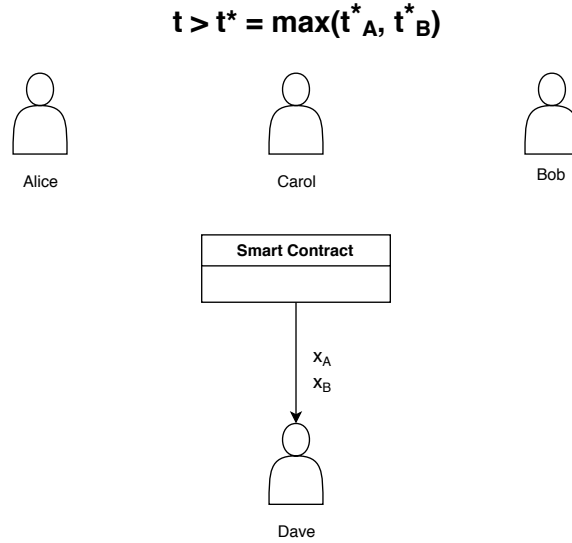 t > t* = max(t*A, t*B)
Alice Carol Bob
Smart Contract
xA
xB
Dave